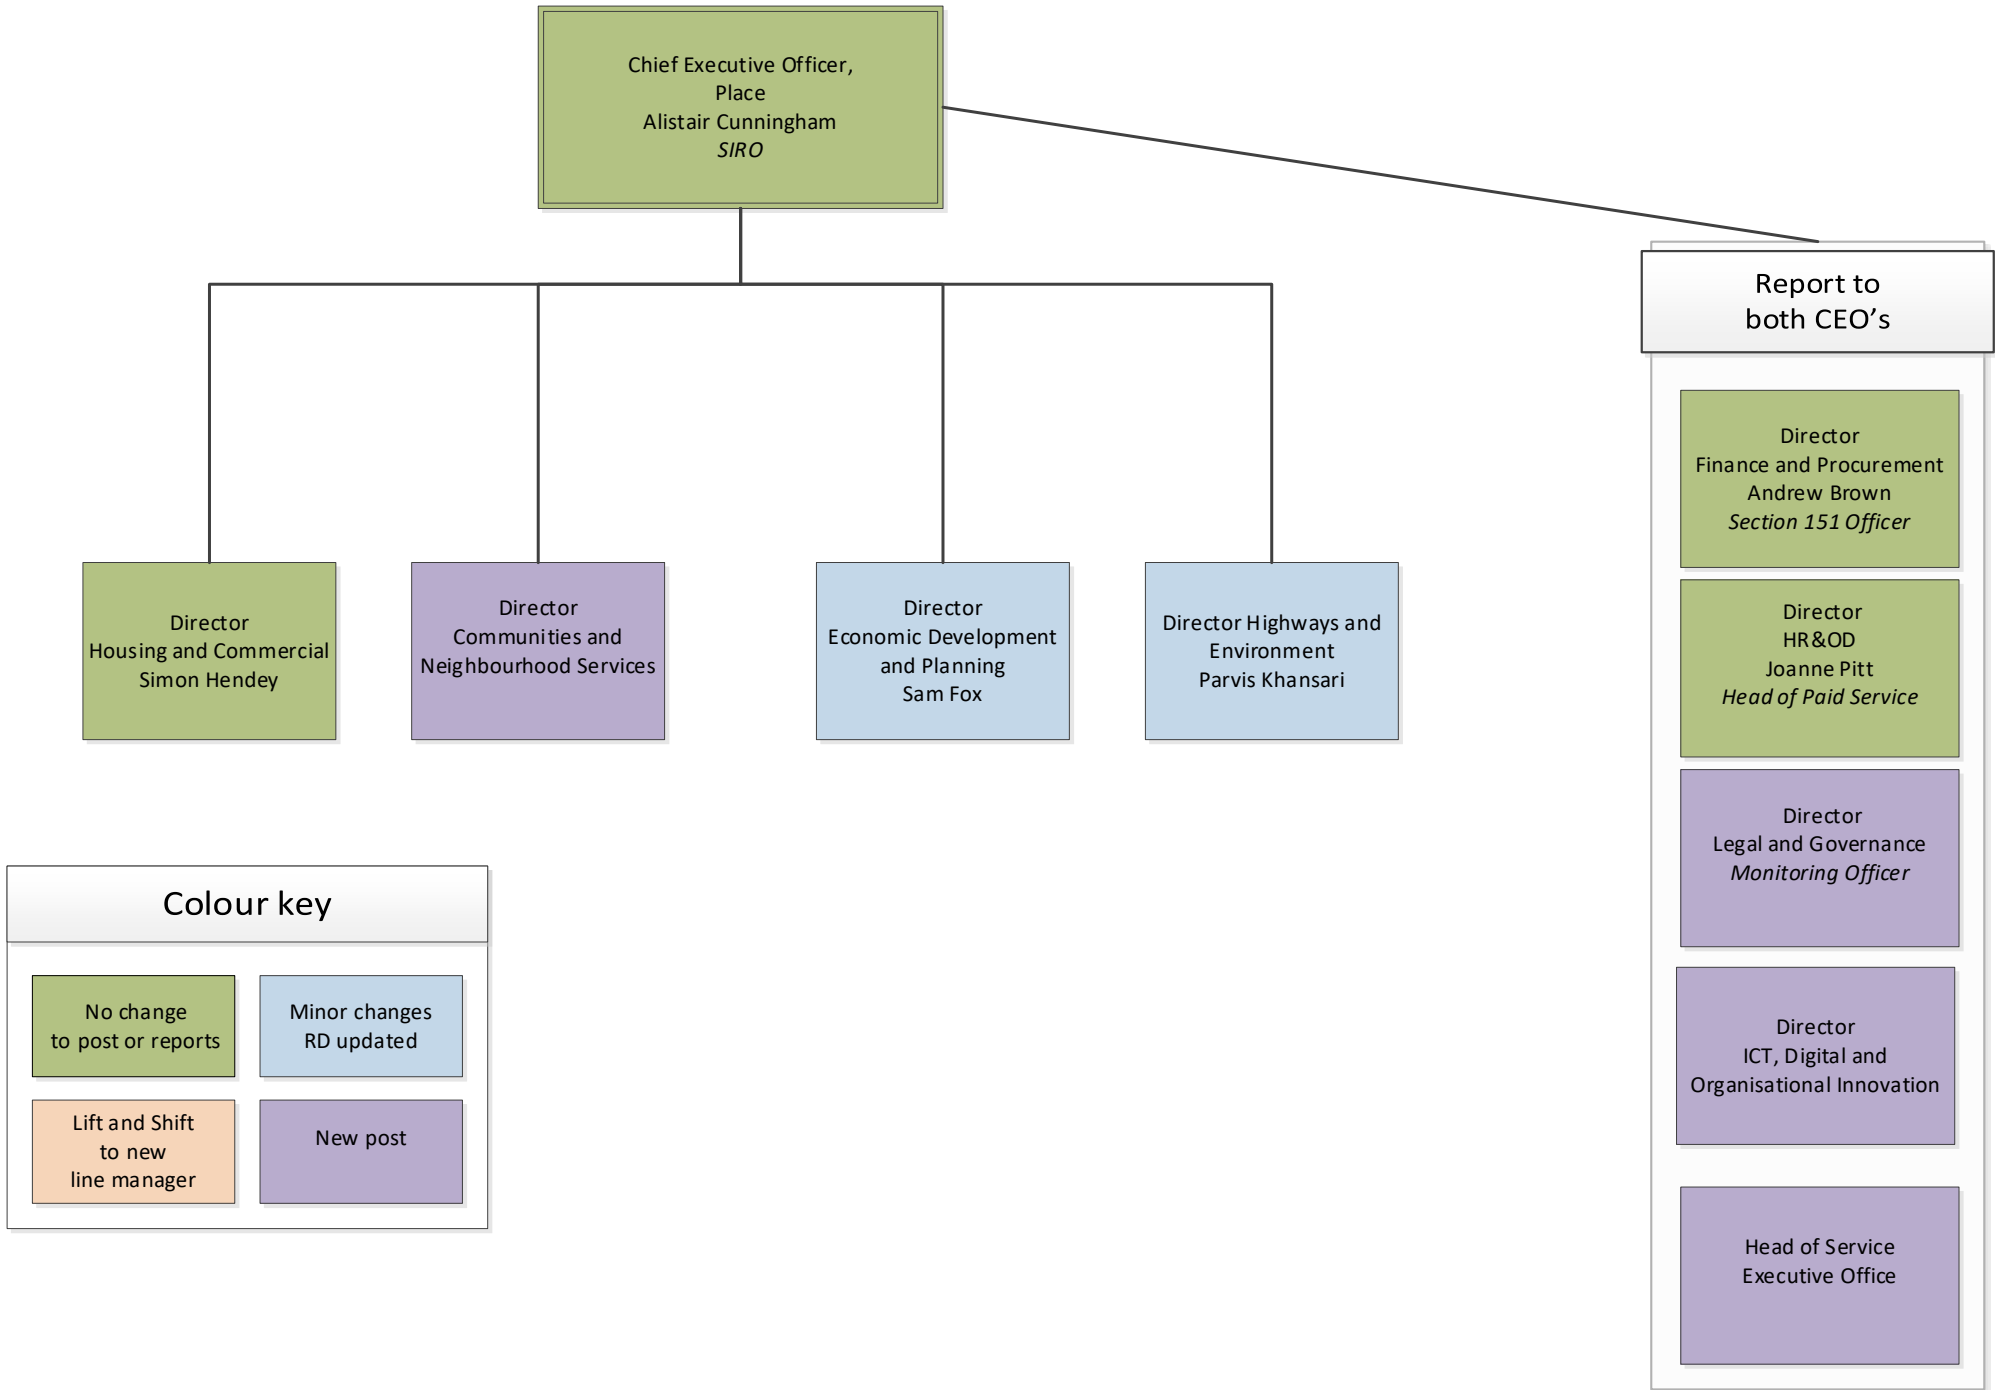 Chief Executive Officer,
Place
Alistair Cunningham
SIRO
Report to
both CEO's
Director
Finance and Procurement
Andrew Brown
Section 151 Officer
Director
HR&OD
Joanne Pitt
Head of Paid Service
Director
Legal and Governance
Monitoring Officer
Director
ICT, Digital and
Organisational Innovation
Head of Service
Executive Office
Director
Housing and Commercial
Simon Hendey
Director
Communities and
Neighbourhood Services
Director
Economic Development
and Planning
Sam Fox
Director Highways and
Environment
Parvis Khansari
Colour key
No change
to post or reports
Minor changes
RD updated
Lift and Shift
to new
line manager
New post